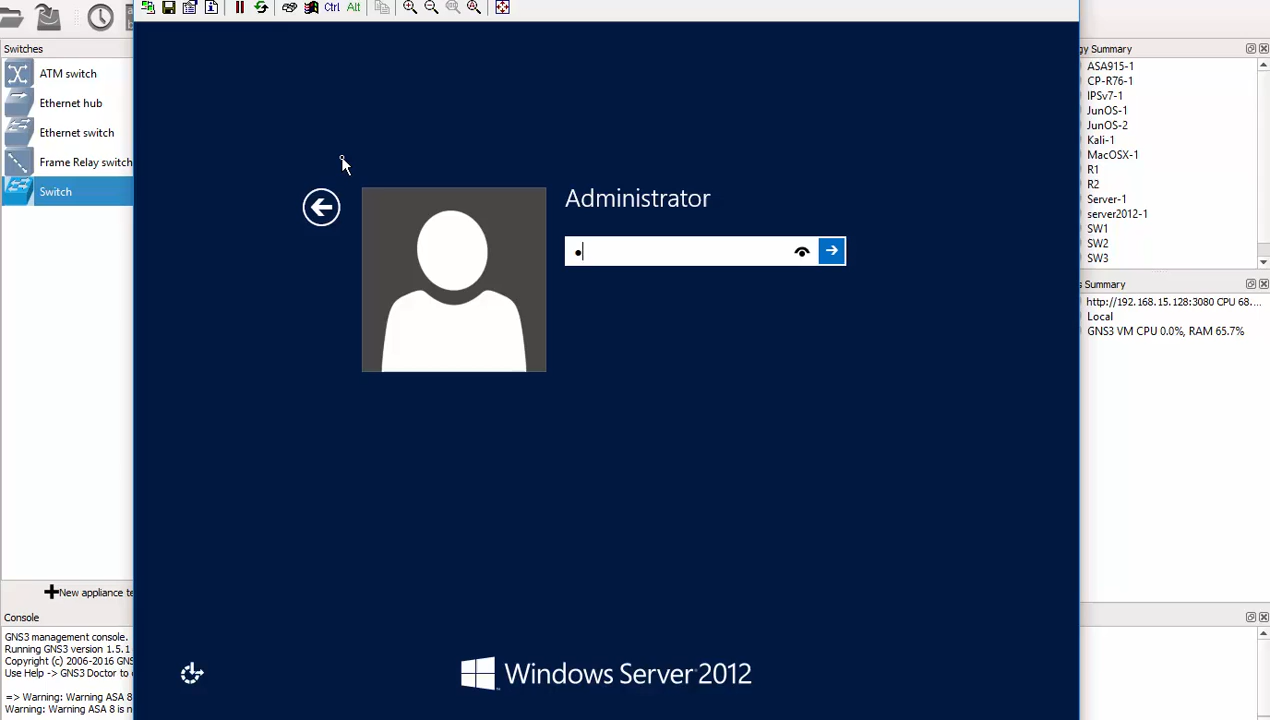 Ctrl Alt
Switches
ATM switch
Ethernet hub
Ethernet switch
Frame Relay switch
Switch
New appliance te
Console
GNS3 management console.
Running GNS3 version 1.5.1
Copyright (c) 2006-2016 GNS
Use Help -> GNS3 Doctor to
=> Warning: Warning ASA 8
Warning: Warning ASA 8 is
Administrator
Windows Server 2012
gy Summary
ASA915-1
CP-R76-1
IPSv7-1
JunOS-1
JunOS-2
Kali-1
MacOSX-1
R1
R2
Server-1
server2012-1
SW1
SW2
SW3
s Summary
http://192.168.15.128:3080 CPU 68....
Local
GNS3 VM CPU 0.0%, RAM 65.7%